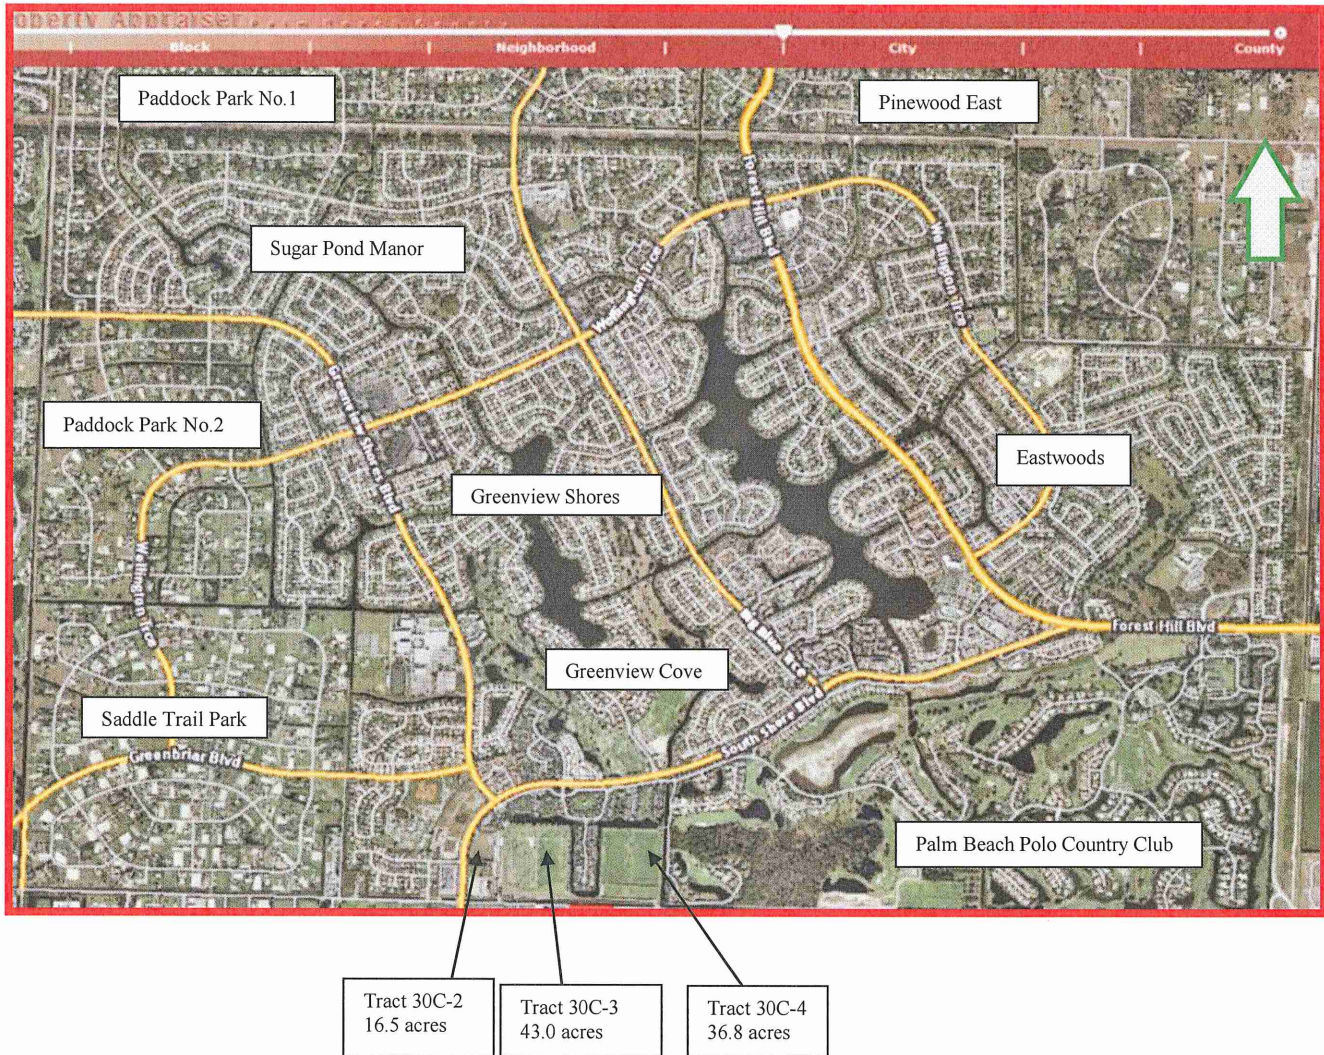 operty Appraiser
Block
Neighborhood
City
County
Paddock Park No.1
Pinewood East
Forest Hill Blvd
Sugar Pond Manor
Wellington Trce
Wellington Trce
Greenview Shores Blvd
Paddock Park No.2
Eastwoods
Greenview Shores
Wellington Trce
Big Blue Trce
Forest Hill Blvd
Greenview Cove
Saddle Trail Park
South Shore Blvd
Greenbriar Blvd
Palm Beach Polo Country Club
Tract 30C-2
16.5 acres
Tract 30C-3
43.0 acres
Tract 30C-4
36.8 acres